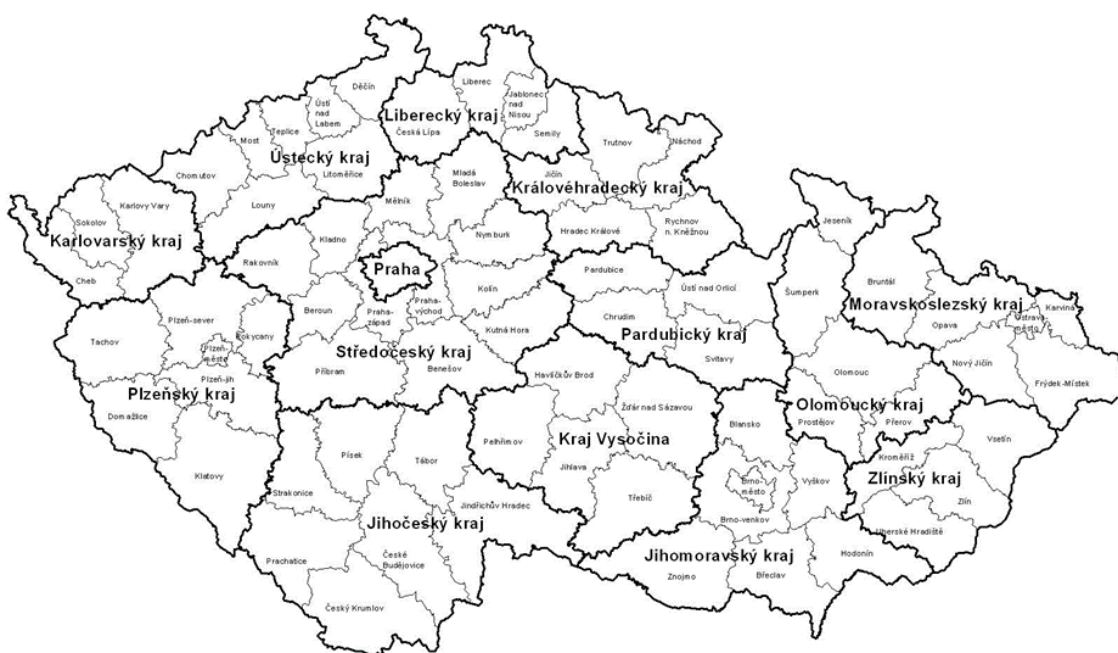 Děčín
Liberec
Ústí
nad
Labem
Jablonec
nad
Nisou
Liberecký kraj
Česká Lípa
Semily
Teplice
Most
Ústecký kraj
Trutnov
Náchod
Chomutov
Litoměřice
Mladá
Boleslav
Jičín
Královéhradecký kraj
Karlovy Vary
Louny
Mělník
Sokolov
Karlovarský kraj
Kladno
Nymburk
Hradec Králové
Rychnov
n. Kněžnou
Jeseník
Rakovník
Praha
Cheb
Pardubice
Kolín
Ústí nad Orlicí
Šumperk
Bruntál
Moravskoslezský kraj
Karviná
Beroun
Praha-
západ
Praha-
východ
Chrudim
Plzeň-sever
Rokycany
Kutná Hora
Pardubický kraj
Opava
Ostrava-
město
Tachov
Plzeň-
město
Středočeský kraj
Svitavy
Příbram
Benešov
Havlíčkův Brod
Olomouc
Nový Jičín
Frýdek-Místek
Plzeň-jih
Plzeňský kraj
Domažlice
Žďár nad Sázavou
Olomoucký kraj
Prostějov
Přerov
Blansko
Kraj Vysočina
Pelhřimov
Vsetín
Písek
Tábor
Kroměříž
Klatovy
Jihlava
Zlínský kraj
Strakonice
Třebíč
Brno-
město
Vyškov
Zlín
Jindřichův Hradec
Jihočeský kraj
Brno-venkov
Uherské Hradiště
Prachatice
České
Budějovice
Jihomoravský kraj
Hodonín
Znojmo
Břeclav
Český Krumlov